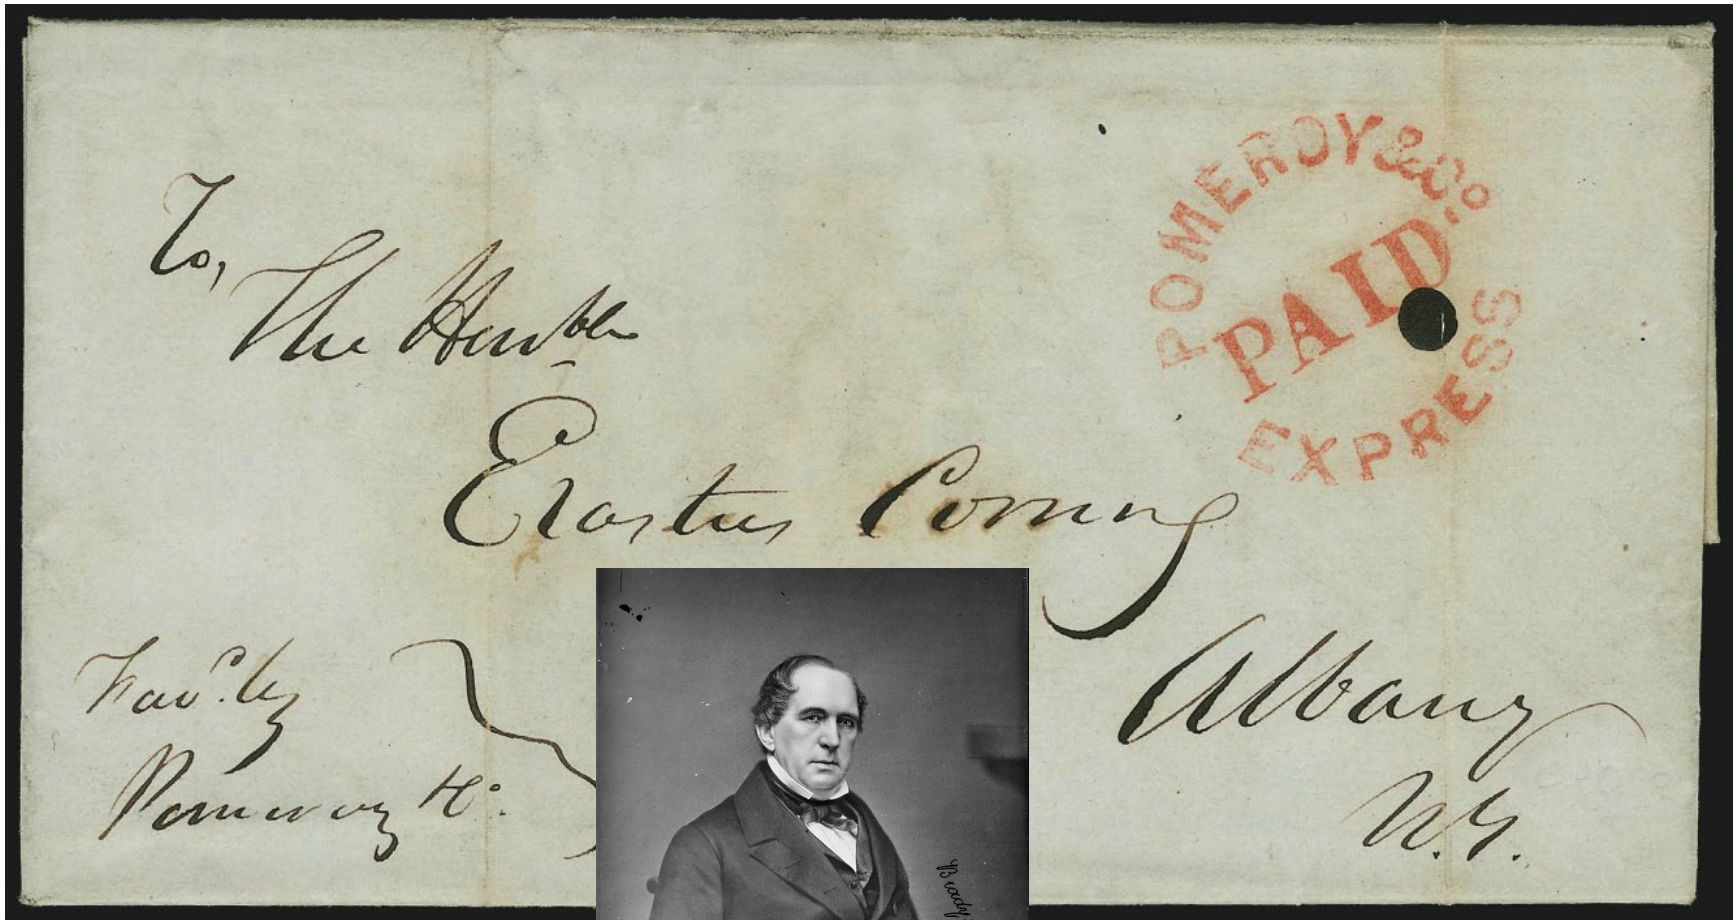 To,
The Honble
Erastus Corning
Albany
N.Y.
Favd. by
Pomeroy & Co.
POMEROY & Co.
PAID
EXPRESS
Brady